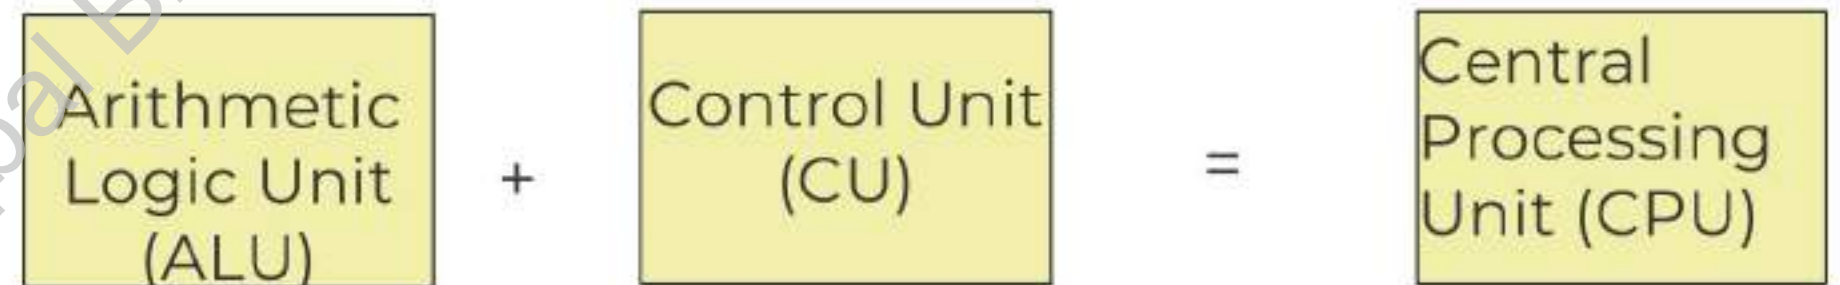 Arithmetic
Logic Unit
(ALU)
+
Control Unit
(CU)
=
Central
Processing
Unit (CPU)